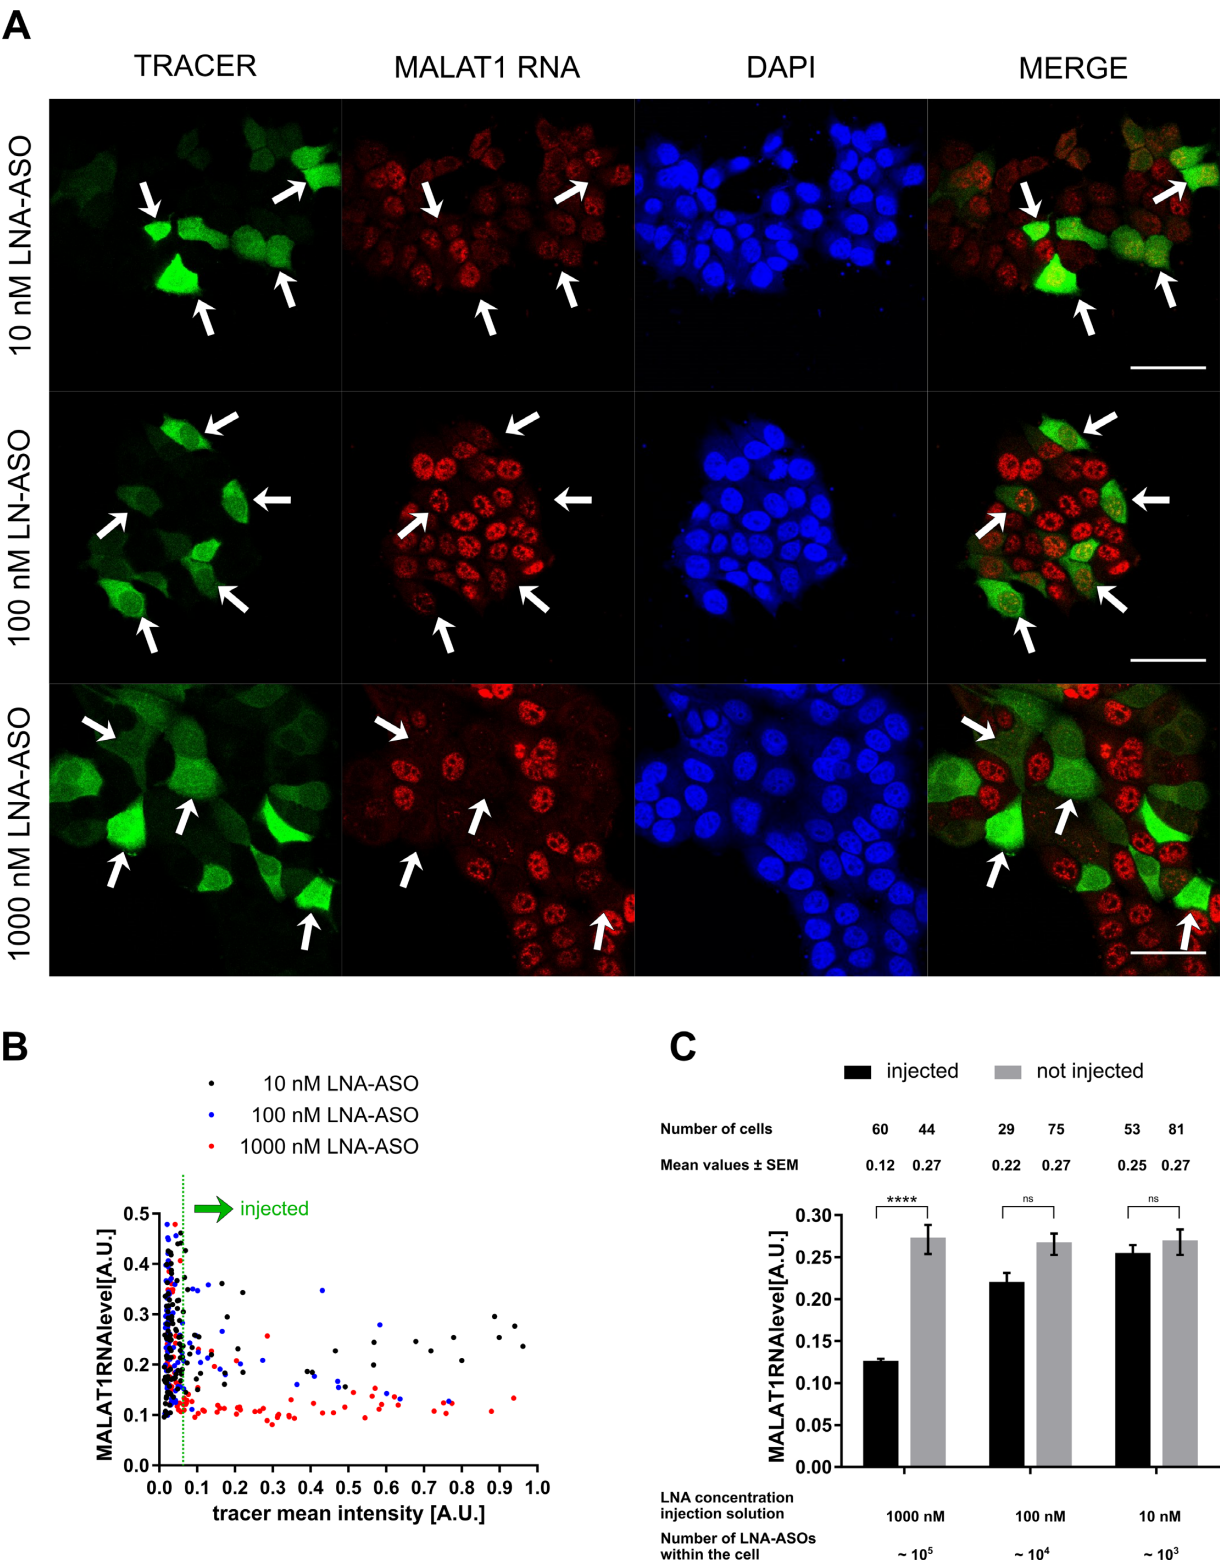 A
TRACER MALAT1 RNA DAPI MERGE
10 nM LNA-ASO
100 nM LN-ASO
1000 nM LNA-ASO
B
10 nM LNA-ASO
100 nM LNA-ASO
1000 nM LNA-ASO
injected
0.5
0.4
0.3
0.2
0.1
0.0
MALAT1RNAlevel[A.U.]
0.0 0.1 0.2 0.3 0.4 0.5 0.6 0.7 0.8 0.9 1.0
tracer mean intensity [A.U.]
C
injected not injected
Number of cells 60 44 29 75 53 81
Mean values ± SEM 0.12 0.27 0.22 0.27 0.25 0.27
**** ns ns
0.30
0.25
0.20
0.15
0.10
0.05
0.00
MALAT1RNAlevel[A.U.]
LNA concentration
injection solution 1000 nM 100 nM 10 nM
Number of LNA-ASOs
within the cell ~ 10⁵ ~ 10⁴ ~ 10³